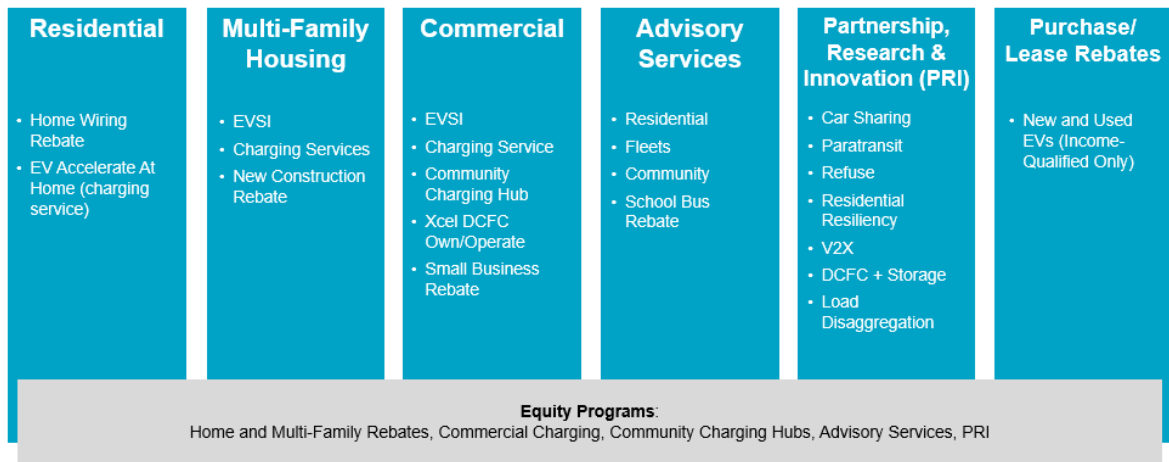 Residential
• Home Wiring
Rebate
• EV Accelerate At
Home (charging
service)
Multi-Family
Housing
• EVSI
• Charging Services
• New Construction
Rebate
Commercial
• EVSI
• Charging Service
• Community
Charging Hub
• Xcel DCFC
Own/Operate
• Small Business
Rebate
Advisory
Services
• Residential
• Fleets
• Community
• School Bus
Rebate
Partnership,
Research &
Innovation (PRI)
• Car Sharing
• Paratransit
• Refuse
• Residential
Resiliency
• V2X
• DCFC + Storage
• Load
Disaggregation
Purchase/
Lease Rebates
• New and Used
EVs (Income-
Qualified Only)
Equity Programs:
Home and Multi-Family Rebates, Commercial Charging, Community Charging Hubs, Advisory Services, PRI